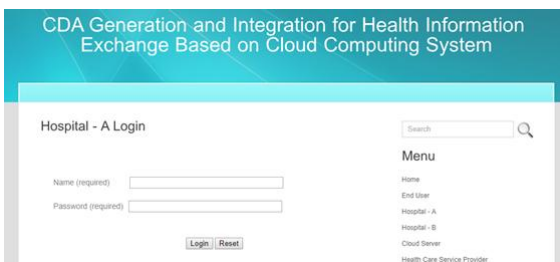 CDA Generation and Integration for Health Information
Exchange Based on Cloud Computing System
Hospital - A Login
Name (required)
Password (required)
Login Reset
Search
Menu
Home
End User
Hospital - A
Hospital - B
Cloud Server
Health Care Service Provider